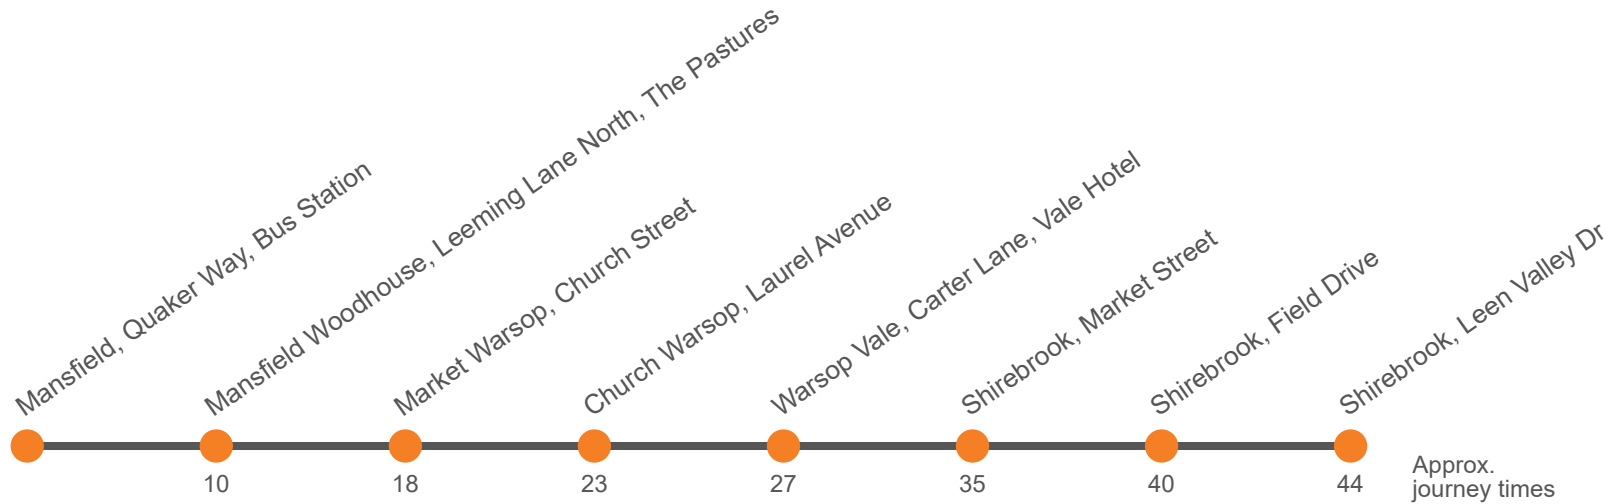 Mansfield, Quaker Way, Bus Station
Mansfield Woodhouse, Leeming Lane North, The Pastures
Market Warsop, Church Street
Church Warsop, Laurel Avenue
Warsop Vale, Carter Lane, Vale Hotel
Shirebrook, Market Street
Shirebrook, Field Drive
Shirebrook, Leen Valley Dr
10
18
23
27
35
40
44
Approx.
journey times